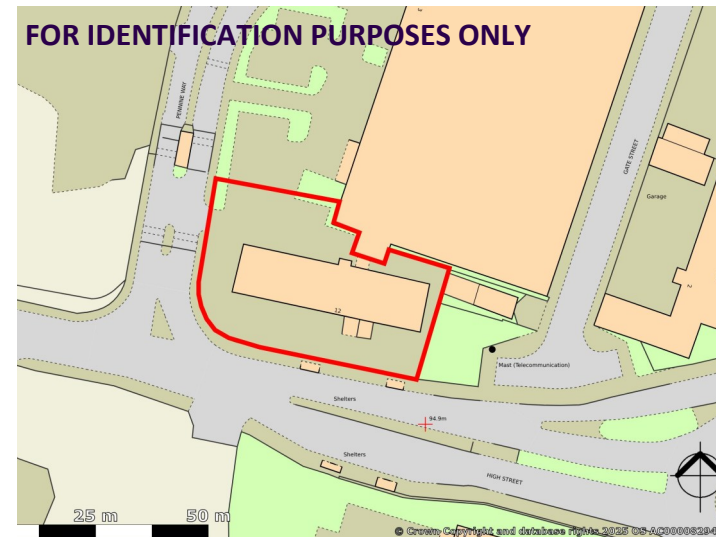 FOR IDENTIFICATION PURPOSES ONLY
PENNINE WAY
GATE STREET
Garage
2
12
Mast (Telecommunication)
Shelters
94.9m
Shelters
HIGH STREET
25 m 50 m
© Crown Copyright and database rights 2025 OS AC0000829